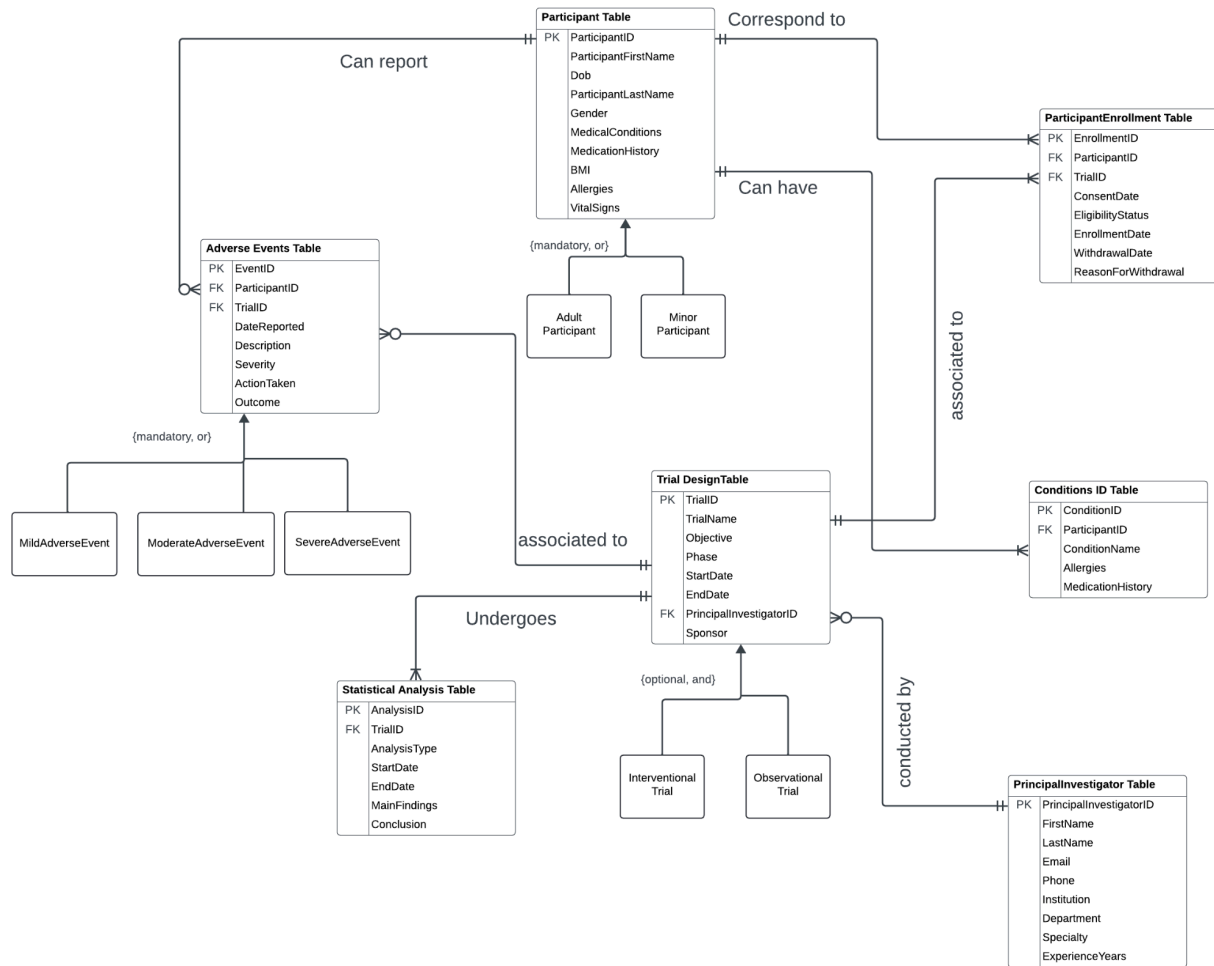 Participant Table
PK ParticipantID
ParticipantFirstName
Dob
ParticipantLastName
Gender
MedicalConditions
MedicationHistory
BMI
Allergies
VitalSigns
Correspond to
Can report
Can have
ParticipantEnrollment Table
PK EnrollmentID
FK ParticipantID
FK TrialID
ConsentDate
EligibilityStatus
EnrollmentDate
WithdrawalDate
ReasonForWithdrawal
{mandatory, or}
Adult
Participant
Minor
Participant
Adverse Events Table
PK EventID
FK ParticipantID
FK TrialID
DateReported
Description
Severity
ActionTaken
Outcome
{mandatory, or}
MildAdverseEvent
ModerateAdverseEvent
SevereAdverseEvent
associated to
associated to
Trial DesignTable
PK TrialID
TrialName
Objective
Phase
StartDate
EndDate
FK PrincipalInvestigatorID
Sponsor
Conditions ID Table
PK ConditionID
FK ParticipantID
ConditionName
Allergies
MedicationHistory
Undergoes
Statistical Analysis Table
PK AnalysisID
FK TrialID
AnalysisType
StartDate
EndDate
MainFindings
Conclusion
{optional, and}
Interventional
Trial
Observational
Trial
conducted by
PrincipalInvestigator Table
PK PrincipalInvestigatorID
FirstName
LastName
Email
Phone
Institution
Department
Specialty
ExperienceYears